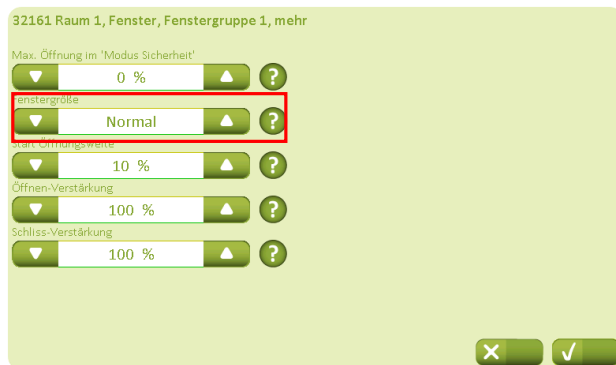 32161 Raum 1, Fenster, Fenstergruppe 1, mehr
Max. Öffnung im 'Modus Sicherheit'
0 %
?
Fenstergröße
Normal
?
Start Öffnungsweite
10 %
?
Öffnen-Verstärkung
100 %
?
Schliss-Verstärkung
100 %
?